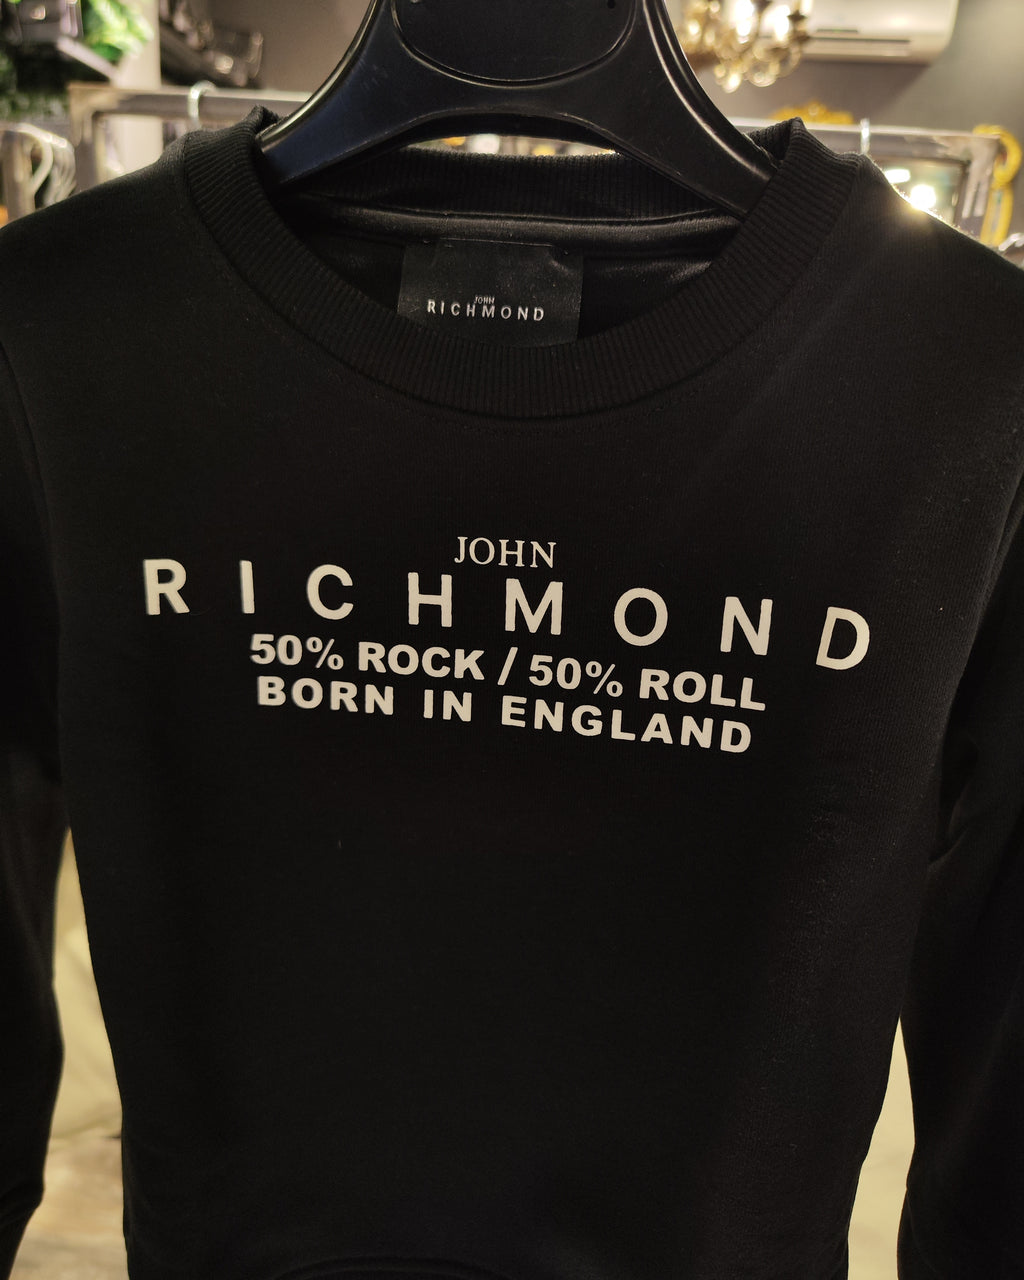 JOHN
RICHMOND
JOHN
RICHMOND
50% ROCK / 50% ROLL
BORN IN ENGLAND